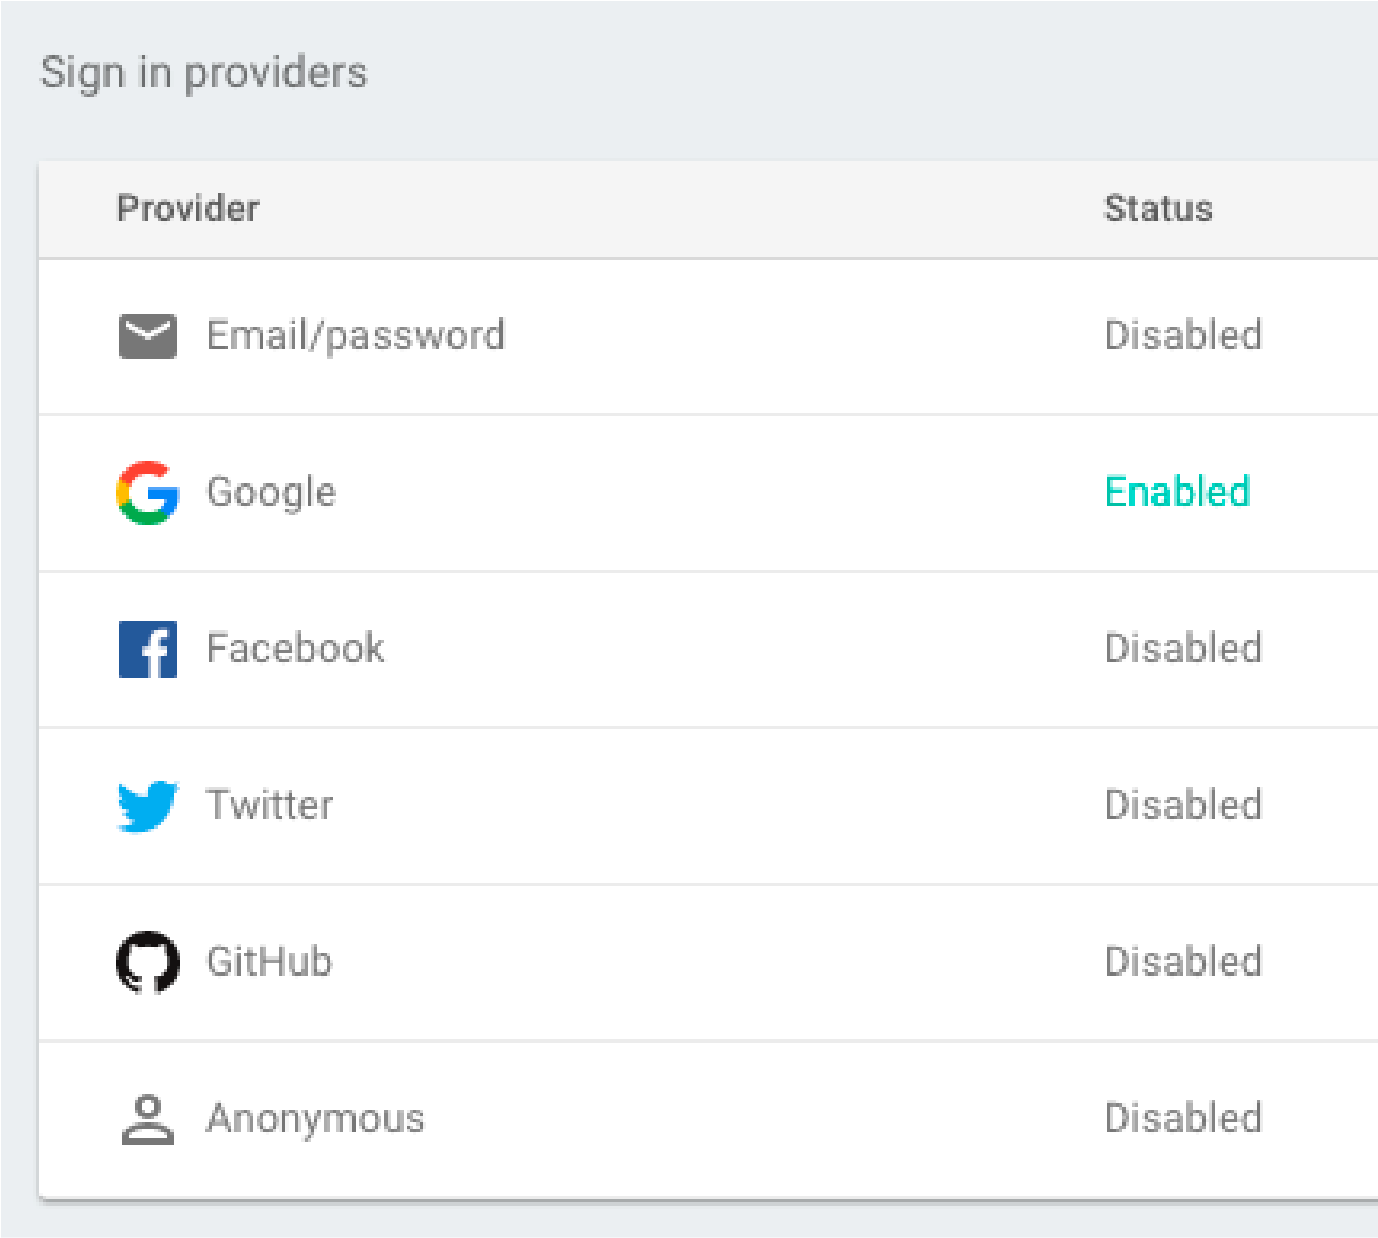 Sign in providers
Provider Status
Email/password Disabled
Google Enabled
Facebook Disabled
Twitter Disabled
GitHub Disabled
Anonymous Disabled